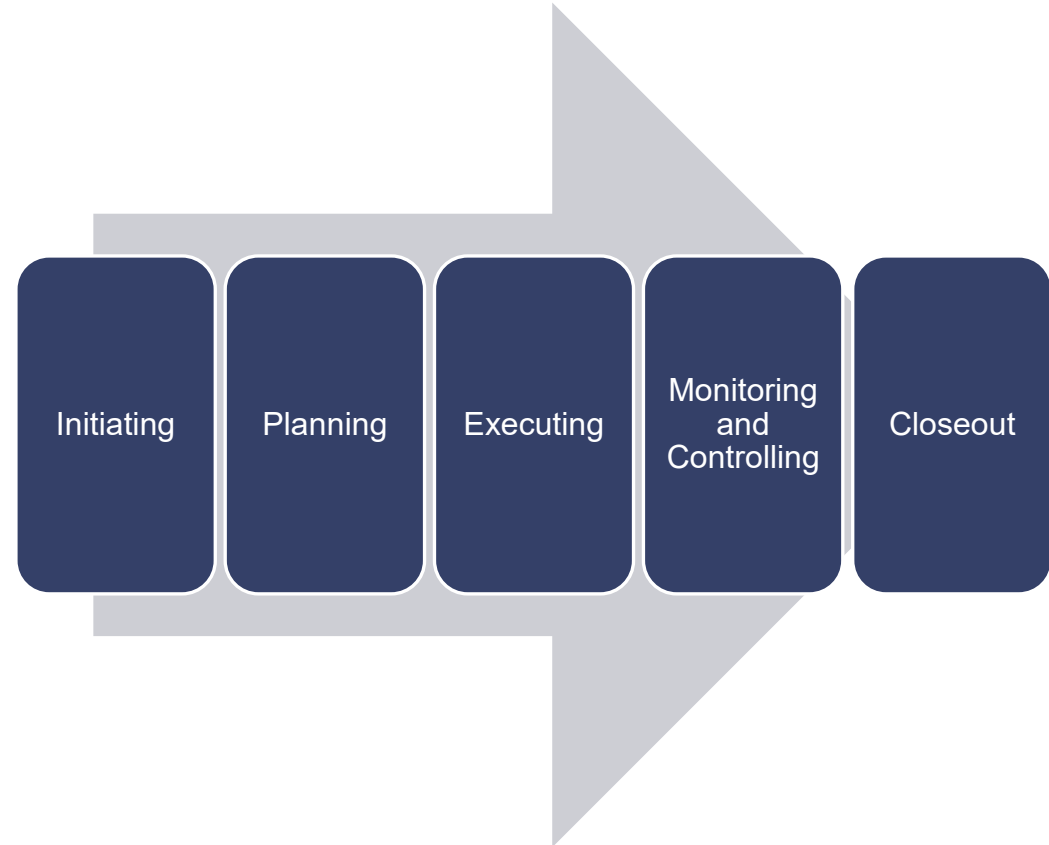 Initiating
Planning
Executing
Monitoring
and
Controlling
Closeout